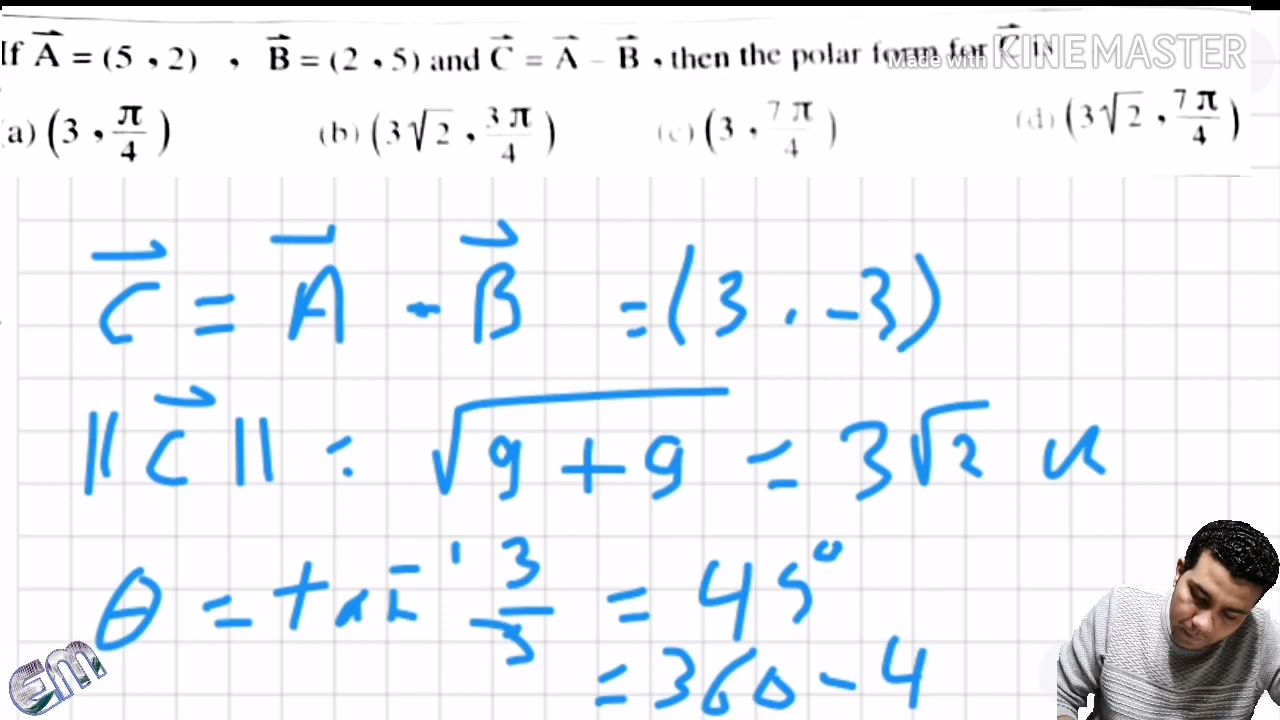 If A⃗ = (5 , 2) , B⃗ = (2 , 5) and C⃗ = A⃗ − B⃗ , then the polar form for C⃗ is
Made with KINEMASTER
(a) (3 , π/4) (b) (3√2 , 3π/4) (c) (3 , 7π/4) (d) (3√2 , 7π/4)
C⃗ = A⃗ - B⃗ = (3 , -3)
‖C⃗‖ = √(9+9) = 3√2 u
θ = tan⁻¹ 3/3 = 45°
= 360 - 4
GM